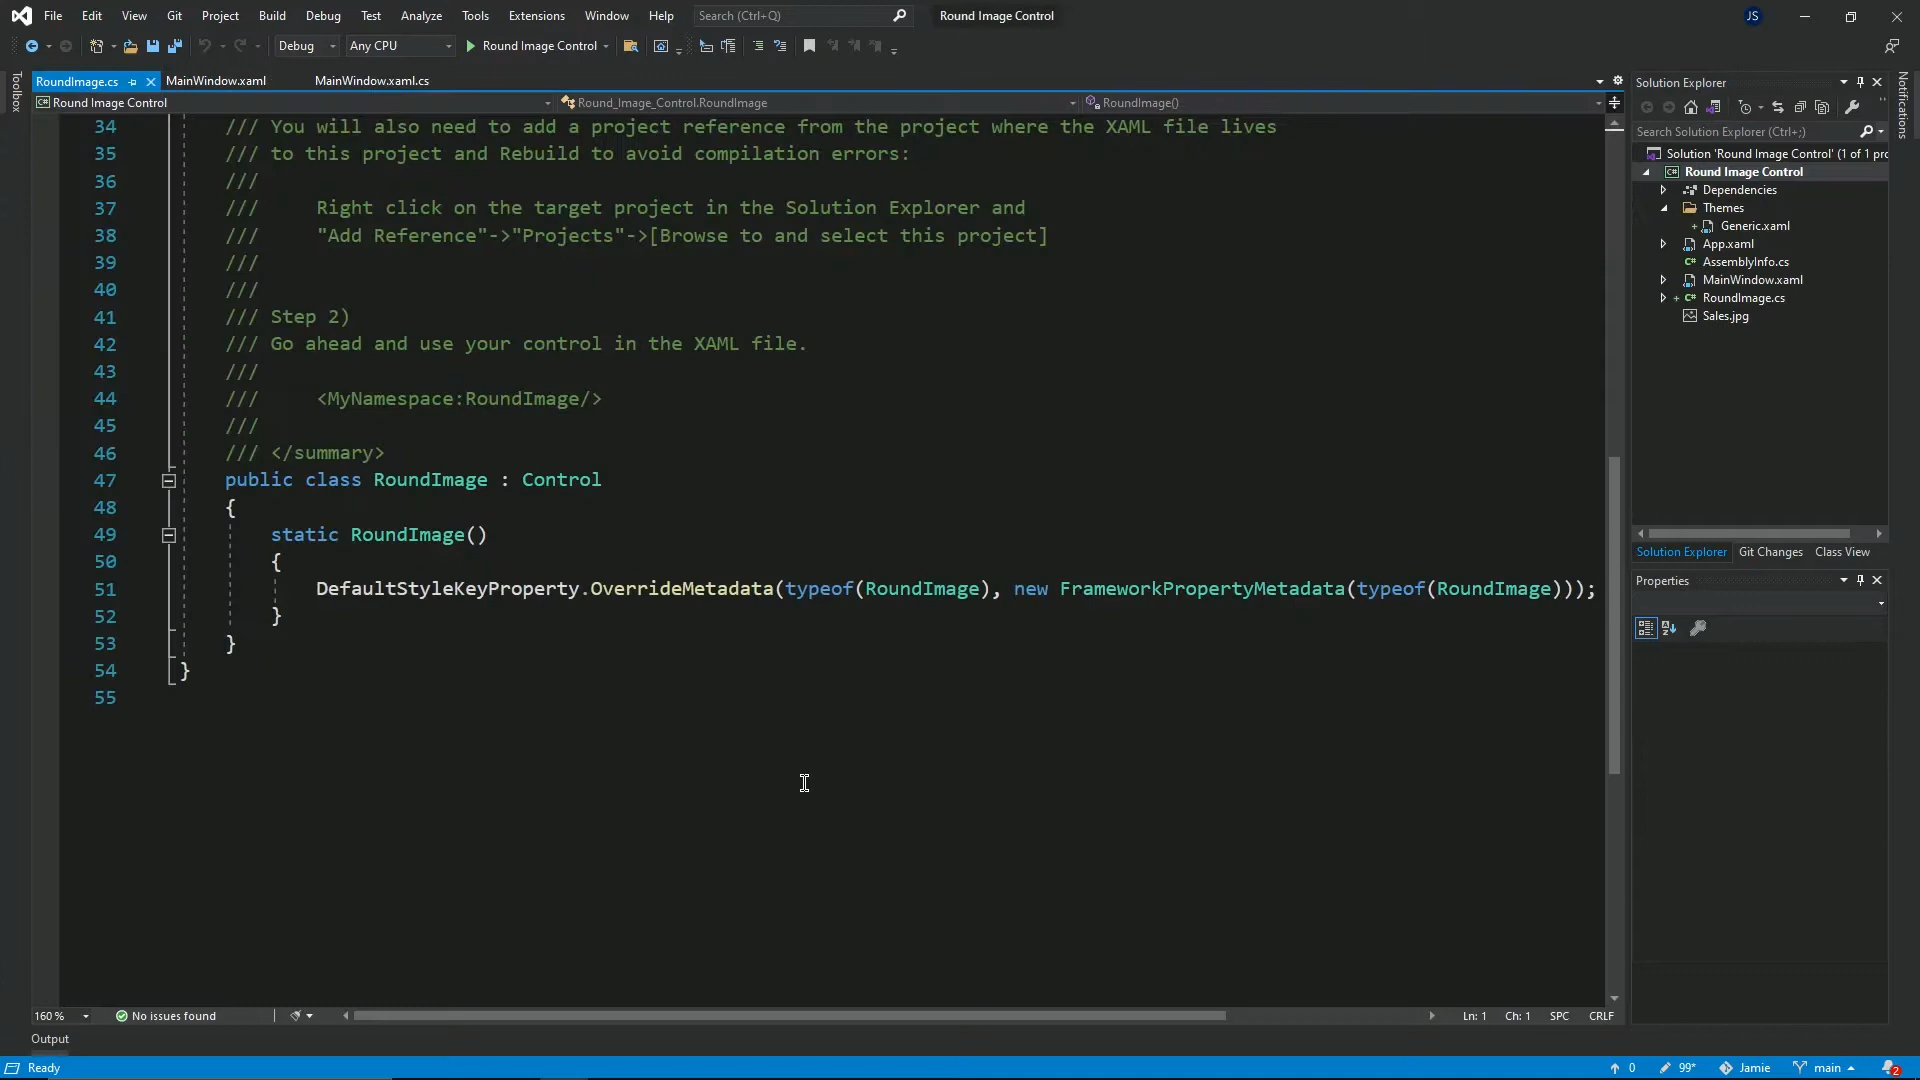 File Edit View Git Project Build Debug Test Analyze Tools Extensions Window Help Search (Ctrl+Q) Round Image Control JS
Debug Any CPU Round Image Control
RoundImage.cs MainWindow.xaml MainWindow.xaml.cs
Round Image Control Round_Image_Control.RoundImage RoundImage()
Toolbox
34 /// You will also need to add a project reference from the project where the XAML file lives
35 /// to this project and Rebuild to avoid compilation errors:
36 ///
37 /// Right click on the target project in the Solution Explorer and
38 /// "Add Reference"->"Projects"->[Browse to and select this project]
39 ///
40 ///
41 /// Step 2)
42 /// Go ahead and use your control in the XAML file.
43 ///
44 /// <MyNamespace:RoundImage/>
45 ///
46 /// </summary>
47 public class RoundImage : Control
48 {
49 static RoundImage()
50 {
51 DefaultStyleKeyProperty.OverrideMetadata(typeof(RoundImage), new FrameworkPropertyMetadata(typeof(RoundImage)));
52 }
53 }
54 }
55
160 % No issues found Ln: 1 Ch: 1 SPC CRLF
Output
Solution Explorer
Search Solution Explorer (Ctrl+;)
Solution 'Round Image Control' (1 of 1 pro
C# Round Image Control
Dependencies
Themes
+ Generic.xaml
App.xaml
C# AssemblyInfo.cs
MainWindow.xaml
+ C# RoundImage.cs
Sales.jpg
Solution Explorer Git Changes Class View
Properties
Notifications
Ready 0 99* Jamie main 2